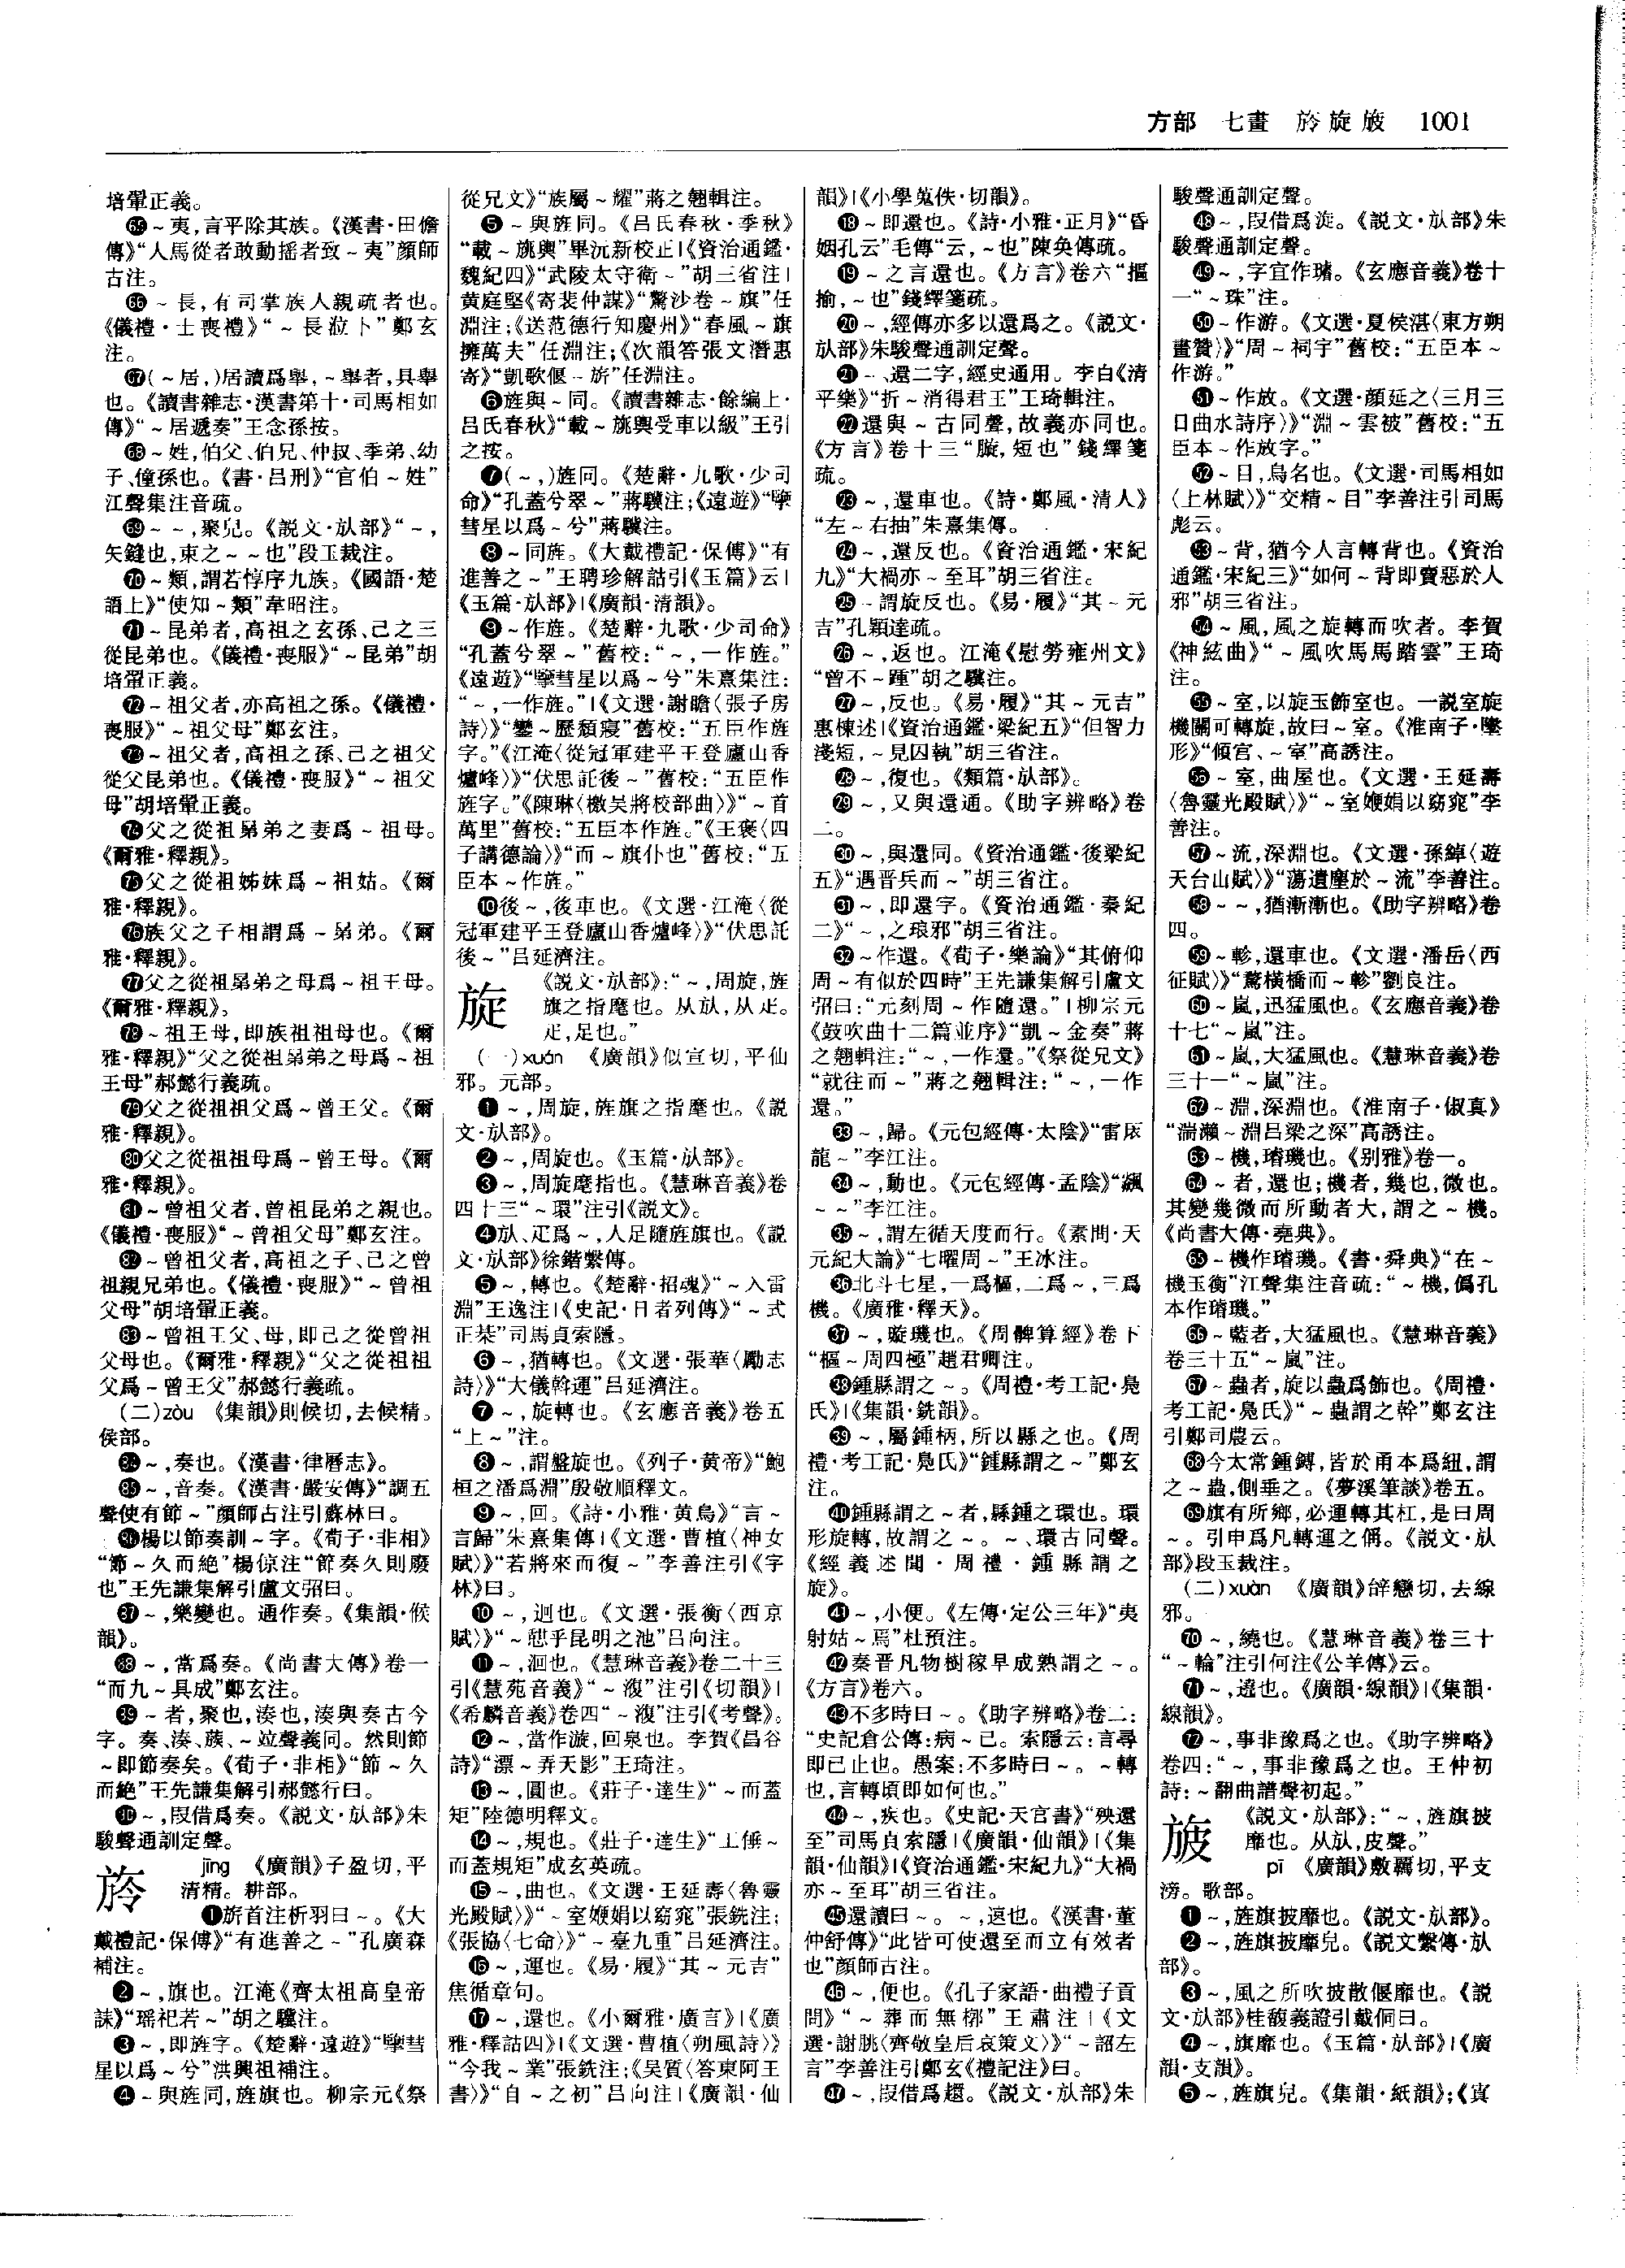 方部　七畫　旍旋旇　1001
培翬正義。
65～夷,言平除其族。《漢書·田儋
傳》“人馬從者敢動摇者致～夷”顔師
古注。
66～長,有司掌族人親疏者也。
《儀禮·士喪禮》“～長涖卜”鄭玄
注。
67(～居,)居讀爲舉,～舉者,具舉
也。《讀書雜志·漢書第十·司馬相如
傳》“～居遞奏”王念孫按。
68～姓,伯父、伯兄、仲叔、季弟、幼
子、僮孫也。《書·吕刑》“官伯～姓”
江聲集注音疏。
69～～,聚皃。《説文·㫃部》“～,
矢鏠也,束之～～也”段玉裁注。
70～類,謂若惇序九族。《國語·楚
語上》“使知～類”韋昭注。
71～昆弟者,高祖之玄孫、己之三
從昆弟也。《儀禮·喪服》“～昆弟”胡
培翬正義。
72～祖父者,亦高祖之孫。《儀禮·
喪服》“～祖父母”鄭玄注。
73～祖父者,高祖之孫、己之祖父
從父昆弟也。《儀禮·喪服》“～祖父
母”胡培翬正義。
74父之從祖晜弟之妻爲～祖母。
《爾雅·釋親》。
75父之從祖姊妹爲～祖姑。《爾
雅·釋親》。
76族父之子相謂爲～晜弟。《爾
雅·釋親》。
77父之從祖晜弟之母爲～祖王母。
《爾雅·釋親》。
78～祖王母,即族祖祖母也。《爾
雅·釋親》“父之從祖晜弟之母爲～祖
王母”郝懿行義疏。
79父之從祖祖父爲～曾王父。《爾
雅·釋親》。
80父之從祖祖母爲～曾王母。《爾
雅·釋親》。
81～曾祖父者,曾祖昆弟之親也。
《儀禮·喪服》“～曾祖父母”鄭玄注。
82～曾祖父者,高祖之子、己之曾
祖親兄弟也。《儀禮·喪服》“～曾祖
父母”胡培翬正義。
83～曾祖王父、母,即己之從曾祖
父母也。《爾雅·釋親》“父之從祖祖
父爲～曾王父”郝懿行義疏。
(二)zòu　《集韻》則候切,去候精。
侯部。
84～,奏也。《漢書·律曆志》。
85～,音奏。《漢書·嚴安傳》“調五
聲使有節～”顔師古注引蘇林曰。
86楊以節奏訓～字。《荀子·非相》
“節～久而絶”楊倞注“節奏久則廢
也”王先謙集解引盧文弨曰。
87～,樂變也。通作奏。《集韻·候
韻》。
88～,當爲奏。《尚書大傳》卷一
“而九～具成”鄭玄注。
89～者,聚也,湊也,湊與奏古今
字。奏、湊、蔟、～竝聲義同。然則節
～即節奏矣。《荀子·非相》“節～久
而絶”王先謙集解引郝懿行曰。
90～,叚借爲奏。《説文·㫃部》朱
駿聲通訓定聲。
旍　jīng　《廣韻》子盈切,平
清精。耕部。
❶旂首注析羽曰～。《大
戴禮記·保傅》“有進善之～”孔廣森
補注。
❷～,旗也。江淹《齊太祖高皇帝
誄》“瑶祀若～”胡之驥注。
❸～,即旌字。《楚辭·遠遊》“擥彗
星以爲～兮”洪興祖補注。
❹～與旌同,旌旗也。柳宗元《祭
從兄文》“族屬～耀”蔣之翹輯注。
❺～與旌同。《吕氏春秋·季秋》
“載～旐輿”畢沅新校正|《資治通鑑·
魏紀四》“武陵太守衛～”胡三省注|
黄庭堅《寄裴仲謀》“驚沙卷～旗”任
淵注;《送范德行知慶州》“春風～旗
擁萬夫”任淵注;《次韻答張文潛惠
寄》“凱歌偃～旂”任淵注。
❻旌與～同。《讀書雜志·餘編上·
吕氏春秋》“載～旐輿受車以級”王引
之按。
❼(～,)旌同。《楚辭·九歌·少司
命》“孔蓋兮翠～”蔣驥注;《遠遊》“擥
彗星以爲～兮”蔣驥注。
❽～同旌。《大戴禮記·保傅》“有
進善之～”王聘珍解詁引《玉篇》云|
《玉篇·㫃部》|《廣韻·清韻》。
❾～作旌。《楚辭·九歌·少司命》
“孔蓋兮翠～”舊校:“～,一作旌。”
《遠遊》“擥彗星以爲～兮”朱熹集注:
“～,一作旌。”|《文選·謝瞻〈張子房
詩〉》“鑾～歷頽寢”舊校:“五臣作旌
字。”《江淹〈從冠軍建平王登廬山香
爐峰〉》“伏思託後～”舊校:“五臣作
旌字。”《陳琳〈檄吴將校部曲〉》“～首
萬里”舊校:“五臣本作旌。”《王褒〈四
子講德論〉》“而～旗仆也”舊校:“五
臣本～作旌。”
❿後～,後車也。《文選·江淹〈從
冠軍建平王登廬山香爐峰〉》“伏思託
後～”吕延濟注。
旋　《説文·㫃部》:“～,周旋,旌
旗之指麾也。从㫃,从疋。
疋,足也。”
(一)xuán　《廣韻》似宣切,平仙
邪。元部。
❶～,周旋,旌旗之指麾也。《説
文·㫃部》。
❷～,周旋也。《玉篇·㫃部》。
❸～,周旋麾指也。《慧琳音義》卷
四十三“～環”注引《説文》。
❹㫃、疋爲～,人足隨旌旗也。《説
文·㫃部》徐鍇繫傳。
❺～,轉也。《楚辭·招魂》“～入雷
淵”王逸注|《史記·日者列傳》“～式
正棊”司馬貞索隱。
❻～,猶轉也。《文選·張華〈勵志
詩〉》“大儀斡運”吕延濟注。
❼～,旋轉也。《玄應音義》卷五
“上～”注。
❽～,謂盤旋也。《列子·黄帝》“鮑
桓之潘爲淵”殷敬順釋文。
❾～,回。《詩·小雅·黄鳥》“言～
言歸”朱熹集傳|《文選·曹植〈神女
賦〉》“若將來而復～”李善注引《字
林》曰。
❿～,迴也。《文選·張衡〈西京
賦〉》“～憇乎昆明之池”吕向注。
⓫～,洄也。《慧琳音義》卷二十三
引《慧苑音義》“～澓”注引《切韻》|
《希麟音義》卷四“～澓”注引《考聲》。
⓬～,當作漩,回泉也。李賀《昌谷
詩》“漂～弄天影”王琦注。
⓭～,圓也。《莊子·達生》“～而蓋
矩”陸德明釋文。
⓮～,規也。《莊子·達生》“工倕～
而蓋規矩”成玄英疏。
⓯～,曲也。《文選·王延壽〈魯靈
光殿賦〉》“～室㛹娟以窈窕”張銑注;
《張協〈七命〉》“～臺九重”吕延濟注。
⓰～,運也。《易·履》“其～元吉”
焦循章句。
⓱～,還也。《小爾雅·廣言》|《廣
雅·釋詁四》|《文選·曹植〈朔風詩〉》
“今我～業”張銑注;《吴質〈答東阿王
書〉》“自～之初”吕向注|《廣韻·仙
韻》|《小學蒐佚·切韻》。
⓲～即還也。《詩·小雅·正月》“昏
姻孔云”毛傳“云,～也”陳奂傳疏。
⓳～之言還也。《方言》卷六“摳
揄,～也”錢繹箋疏。
⓴～,經傳亦多以還爲之。《説文·
㫃部》朱駿聲通訓定聲。
21～、還二字,經史通用。李白《清
平樂》“折～消得君王”王琦輯注。
22還與～古同聲,故義亦同也。
《方言》卷十三“䐾,短也”錢繹箋
疏。
23～,還車也。《詩·鄭風·清人》
“左～右抽”朱熹集傳。
24～,還反也。《資治通鑑·宋紀
九》“大禍亦～至耳”胡三省注。
25～謂旋反也。《易·履》“其～元
吉”孔穎達疏。
26～,返也。江淹《慰勞雍州文》
“曾不～踵”胡之驥注。
27～,反也。《易·履》“其～元吉”
惠棟述|《資治通鑑·梁紀五》“但智力
淺短,～見囚執”胡三省注。
28～,復也。《類篇·㫃部》。
29～,又與還通。《助字辨略》卷
二。
30～,與還同。《資治通鑑·後梁紀
五》“遇晋兵而～”胡三省注。
31～,即還字。《資治通鑑·秦紀
二》“～,之琅邪”胡三省注。
32～作還。《荀子·樂論》“其俯仰
周～有似於四時”王先謙集解引盧文
弨曰:“元刻周～作隨還。”|柳宗元
《鼓吹曲十二篇並序》“凱～金奏”蔣
之翹輯注:“～,一作還。”《祭從兄文》
“就往而～”蔣之翹輯注:“～,一作
還。”
33～,歸。《元包經傳·太陰》“雷㕆
龍～”李江注。
34～,動也。《元包經傳·孟陰》“飆
～～”李江注。
35～,謂左循天度而行。《素問·天
元紀大論》“七曜周～”王冰注。
36北斗七星,一爲樞,二爲～,三爲
機。《廣雅·釋天》。
37～,璇璣也。《周髀算經》卷下
“樞～周四極”趙君卿注。
38鍾縣謂之～。《周禮·考工記·鳧
氏》|《集韻·銑韻》。
39～,屬鍾柄,所以縣之也。《周
禮·考工記·鳧氏》“鍾縣謂之～”鄭玄
注。
40鍾縣謂之～者,縣鍾之環也。環
形旋轉,故謂之～。～、環古同聲。
《經義述聞·周禮·鍾縣謂之
旋》。
41～,小便。《左傳·定公三年》“夷
射姑～焉”杜預注。
42秦晋凡物樹稼早成熟謂之～。
《方言》卷六。
43不多時曰～。《助字辨略》卷二:
“史記倉公傳:病～已。索隱云:言尋
即已止也。愚案:不多時曰～。～轉
也,言轉頃即如何也。”
44～,疾也。《史記·天官書》“殃還
至”司馬貞索隱|《廣韻·仙韻》|《集
韻·仙韻》|《資治通鑑·宋紀九》“大禍
亦～至耳”胡三省注。
45還讀曰～。～,速也。《漢書·董
仲舒傳》“此皆可使還至而立有效者
也”顔師古注。
46～,便也。《孔子家語·曲禮子貢
問》“～葬而無椁”王肅注|《文
選·謝朓〈齊敬皇后哀策文〉》“～詔左
言”李善注引鄭玄《禮記注》曰。
47～,叚借爲趨。《説文·㫃部》朱
駿聲通訓定聲。
48～,叚借爲淀。《説文·㫃部》朱
駿聲通訓定聲。
49～,字宜作璿。《玄應音義》卷十
一“～珠”注。
50～作游。《文選·夏侯湛〈東方朔
畫贊〉》“周～祠宇”舊校:“五臣本～
作游。”
51～作放。《文選·顔延之〈三月三
日曲水詩序〉》“淵～雲被”舊校:“五
臣本～作放字。”
52～目,鳥名也。《文選·司馬相如
〈上林賦〉》“交精～目”李善注引司馬
彪云。
53～背,猶今人言轉背也。《資治
通鑑·宋紀三》“如何～背即賣惡於人
邪”胡三省注。
54～風,風之旋轉而吹者。李賀
《神絃曲》“～風吹馬馬踏雲”王琦
注。
55～室,以旋玉飾室也。一説室旋
機關可轉旋,故曰～室。《淮南子·墬
形》“傾宫、～室”高誘注。
56～室,曲屋也。《文選·王延壽
〈魯靈光殿賦〉》“～室㛹娟以窈窕”李
善注。
57～流,深淵也。《文選·孫綽〈遊
天台山賦〉》“蕩遺塵於～流”李善注。
58～～,猶漸漸也。《助字辨略》卷
四。
59～軫,還車也。《文選·潘岳〈西
征賦〉》“驚橫橋而～軫”劉良注。
60～嵐,迅猛風也。《玄應音義》卷
十七“～嵐”注。
61～嵐,大猛風也。《慧琳音義》卷
三十一“～嵐”注。
62～淵,深淵也。《淮南子·俶真》
“湍瀨～淵吕梁之深”高誘注。
63～機,璿璣也。《别雅》卷一。
64～者,還也;機者,幾也,微也。
其變幾微而所動者大,謂之～機。
《尚書大傳·堯典》。
65～機作璿璣。《書·舜典》“在～
機玉衡”江聲集注音疏:“～機,僞孔
本作璿璣。”
66～藍者,大猛風也。《慧琳音義》
卷三十五“～嵐”注。
67～蟲者,旋以蟲爲飾也。《周禮·
考工記·鳧氏》“～蟲謂之幹”鄭玄注
引鄭司農云。
68今太常鍾鎛,皆於甬本爲紐,謂
之～蟲,側垂之。《夢溪筆談》卷五。
69旗有所鄉,必運轉其杠,是曰周
～。引申爲凡轉運之偁。《説文·㫃
部》段玉裁注。
(二)xuàn　《廣韻》辝戀切,去線
邪。
70～,繞也。《慧琳音義》卷三十
“～輪”注引何注《公羊傳》云。
71～,遶也。《廣韻·線韻》|《集韻·
線韻》。
72～,事非豫爲之也。《助字辨略》
卷四:“～,事非豫爲之也。王仲初
詩:～翻曲譜聲初起。”
旇　《説文·㫃部》:“～,旌旗披
靡也。从㫃,皮聲。”
pī　《廣韻》敷羈切,平支
滂。歌部。
❶～,旌旗披靡也。《説文·㫃部》。
❷～,旌旗披靡皃。《説文繫傳·㫃
部》。
❸～,風之所吹披散偃靡也。《説
文·㫃部》桂馥義證引戴侗曰。
❹～,旗靡也。《玉篇·㫃部》|《廣
韻·支韻》。
❺～,旌旗皃。《集韻·紙韻》;《寘